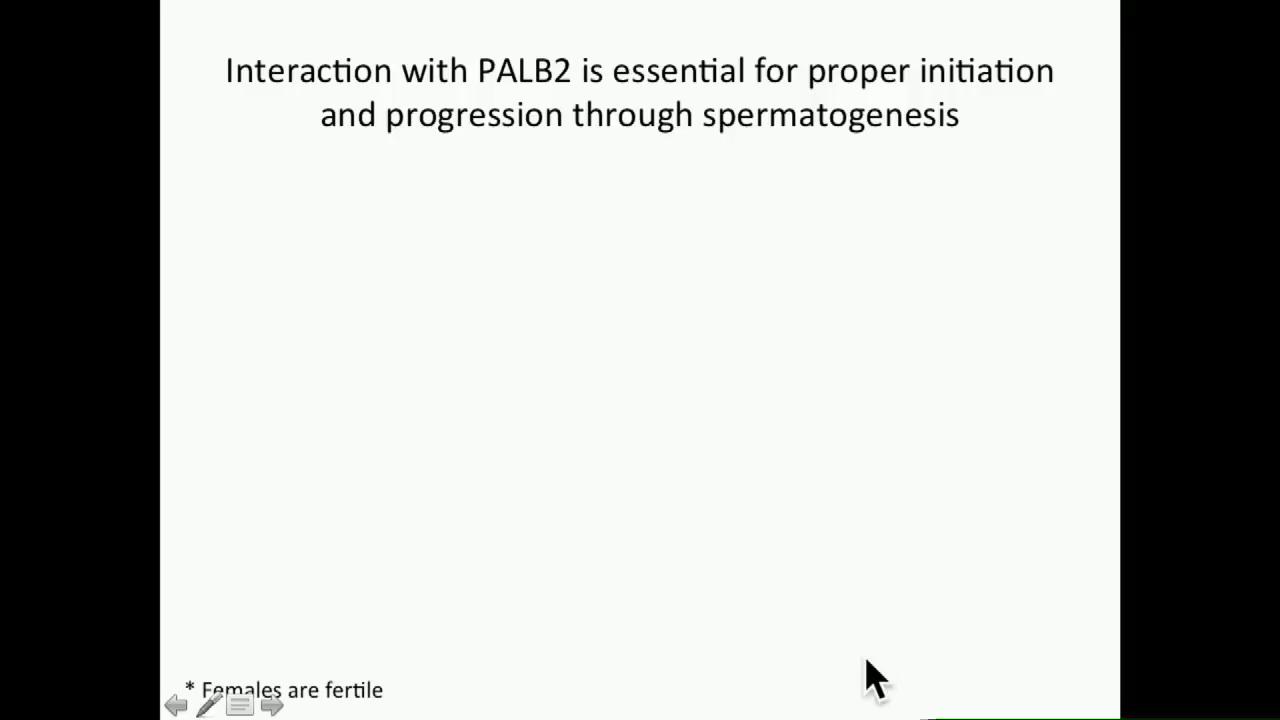 Interaction with PALB2 is essential for proper initiation
and progression through spermatogenesis
* Females are fertile